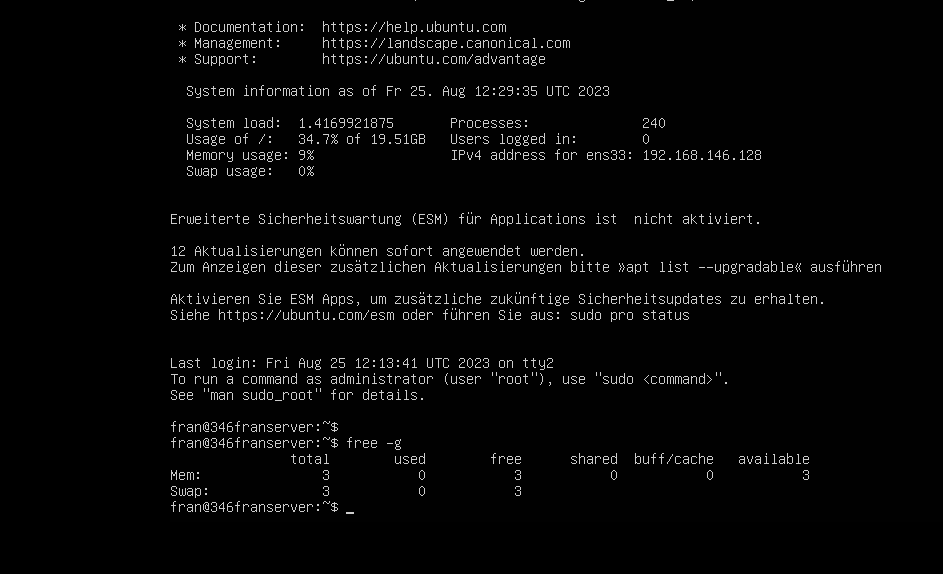 * Documentation:  https://help.ubuntu.com
* Management:     https://landscape.canonical.com
* Support:        https://ubuntu.com/advantage
System information as of Fr 25. Aug 12:29:35 UTC 2023
System load:  1.4169921875       Processes:              240
Usage of /:   34.7% of 19.51GB   Users logged in:        0
Memory usage: 9%                 IPv4 address for ens33: 192.168.146.128
Swap usage:   0%
Erweiterte Sicherheitswartung (ESM) für Applications ist  nicht aktiviert.
12 Aktualisierungen können sofort angewendet werden.
Zum Anzeigen dieser zusätzlichen Aktualisierungen bitte »apt list --upgradable« ausführen
Aktivieren Sie ESM Apps, um zusätzliche zukünftige Sicherheitsupdates zu erhalten.
Siehe https://ubuntu.com/esm oder führen Sie aus: sudo pro status
Last login: Fri Aug 25 12:13:41 UTC 2023 on tty2
To run a command as administrator (user "root"), use "sudo <command>".
See "man sudo_root" for details.
fran@346franserver:~$
fran@346franserver:~$ free -g
               total        used        free      shared  buff/cache   available
Mem:               3           0           3           0           0           3
Swap:              3           0           3
fran@346franserver:~$ _